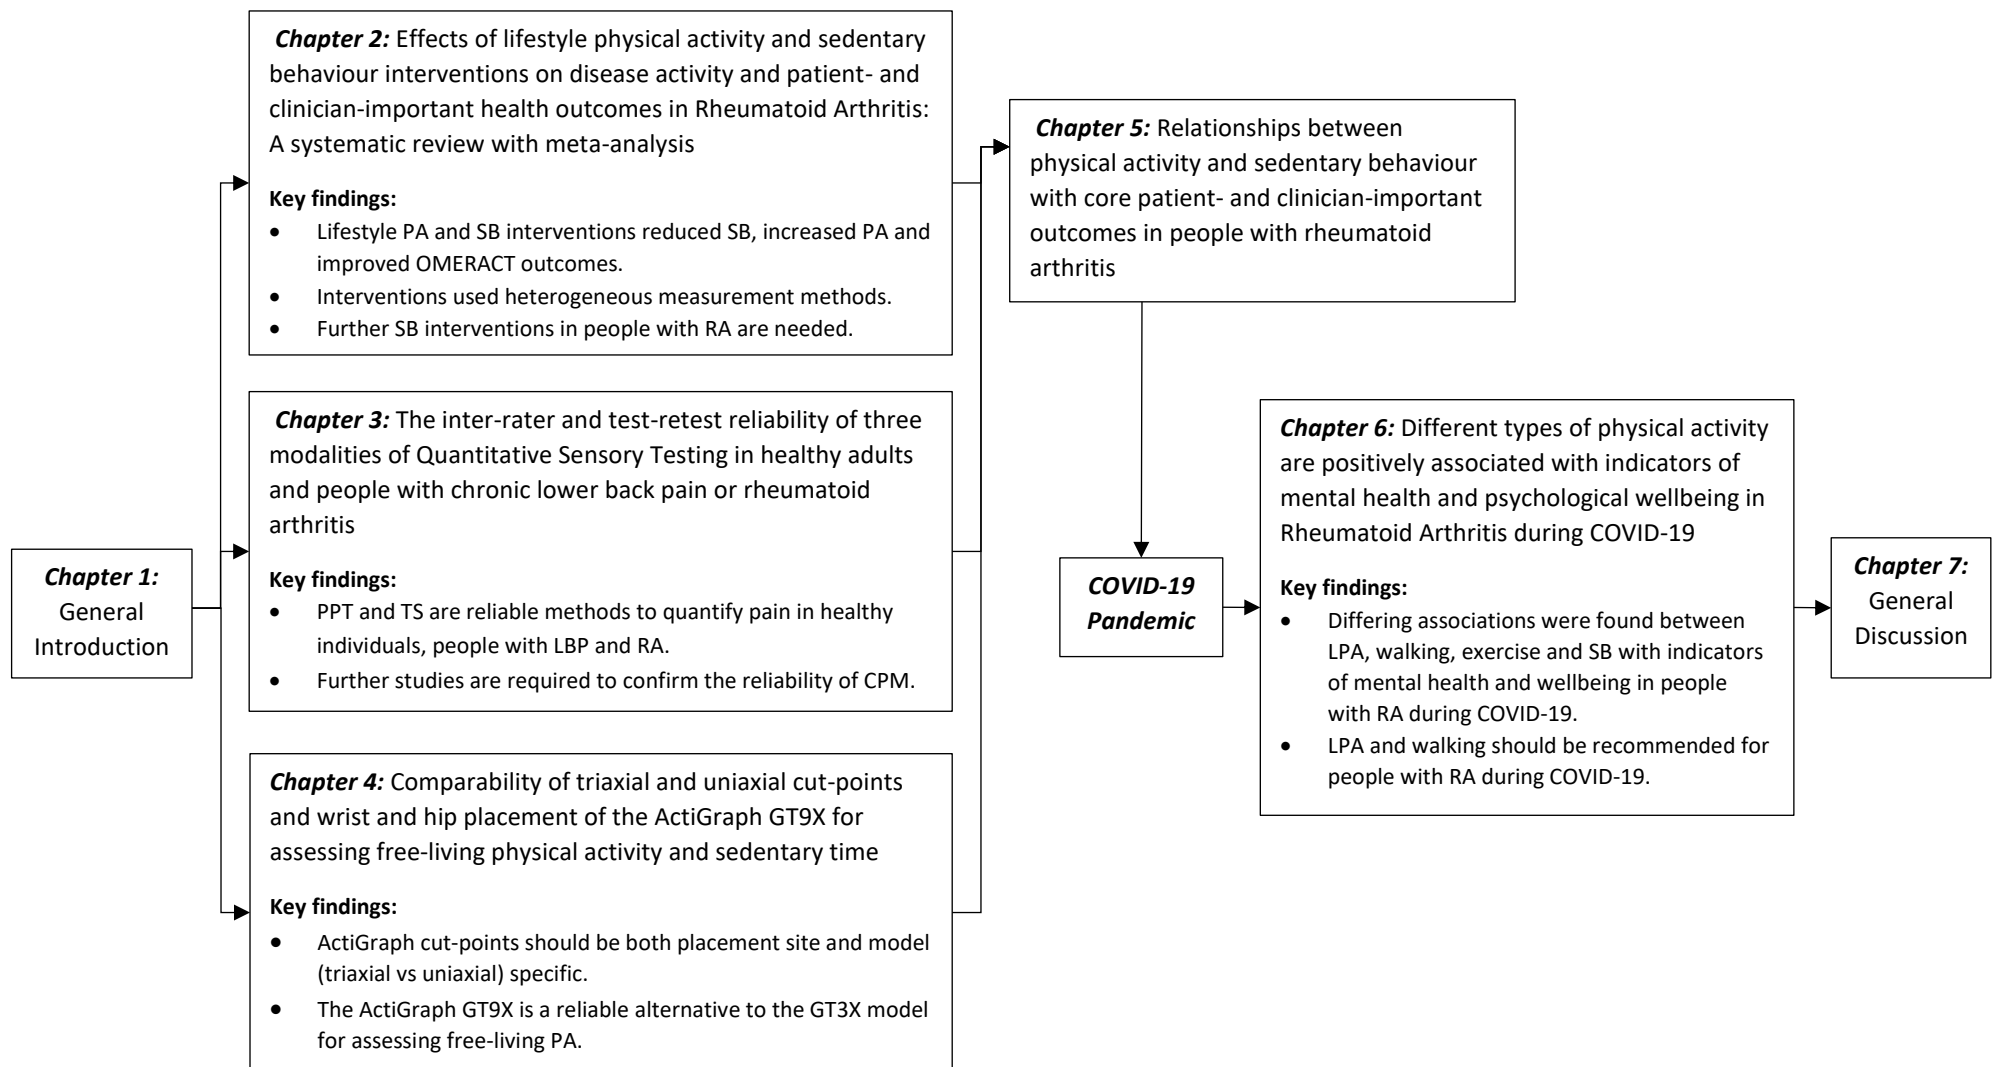 Chapter 1:
General
Introduction
Chapter 2: Effects of lifestyle physical activity and sedentary
behaviour interventions on disease activity and patient- and
clinician-important health outcomes in Rheumatoid Arthritis:
A systematic review with meta-analysis
Key findings:
• Lifestyle PA and SB interventions reduced SB, increased PA and
improved OMERACT outcomes.
• Interventions used heterogeneous measurement methods.
• Further SB interventions in people with RA are needed.
Chapter 3: The inter-rater and test-retest reliability of three
modalities of Quantitative Sensory Testing in healthy adults
and people with chronic lower back pain or rheumatoid
arthritis
Key findings:
• PPT and TS are reliable methods to quantify pain in healthy
individuals, people with LBP and RA.
• Further studies are required to confirm the reliability of CPM.
Chapter 4: Comparability of triaxial and uniaxial cut-points
and wrist and hip placement of the ActiGraph GT9X for
assessing free-living physical activity and sedentary time
Key findings:
• ActiGraph cut-points should be both placement site and model
(triaxial vs uniaxial) specific.
• The ActiGraph GT9X is a reliable alternative to the GT3X model
for assessing free-living PA.
Chapter 5: Relationships between
physical activity and sedentary behaviour
with core patient- and clinician-important
outcomes in people with rheumatoid
arthritis
COVID-19
Pandemic
Chapter 6: Different types of physical activity
are positively associated with indicators of
mental health and psychological wellbeing in
Rheumatoid Arthritis during COVID-19
Key findings:
• Differing associations were found between
LPA, walking, exercise and SB with indicators
of mental health and wellbeing in people
with RA during COVID-19.
• LPA and walking should be recommended for
people with RA during COVID-19.
Chapter 7:
General
Discussion